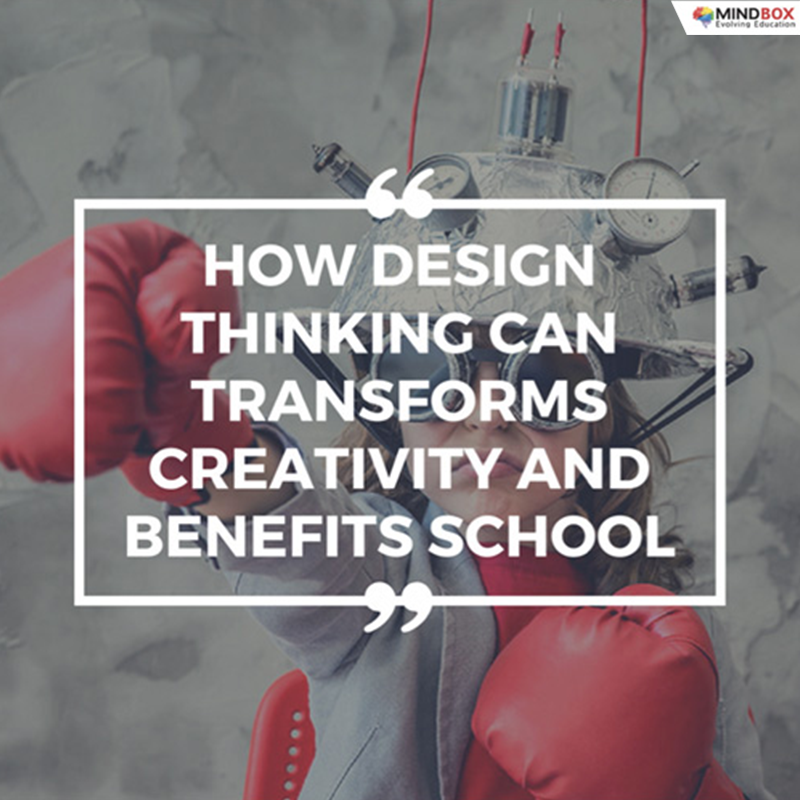 MINDBOX
Evolving Education
“
HOW DESIGN
THINKING CAN
TRANSFORMS
CREATIVITY AND
BENEFITS SCHOOL
”